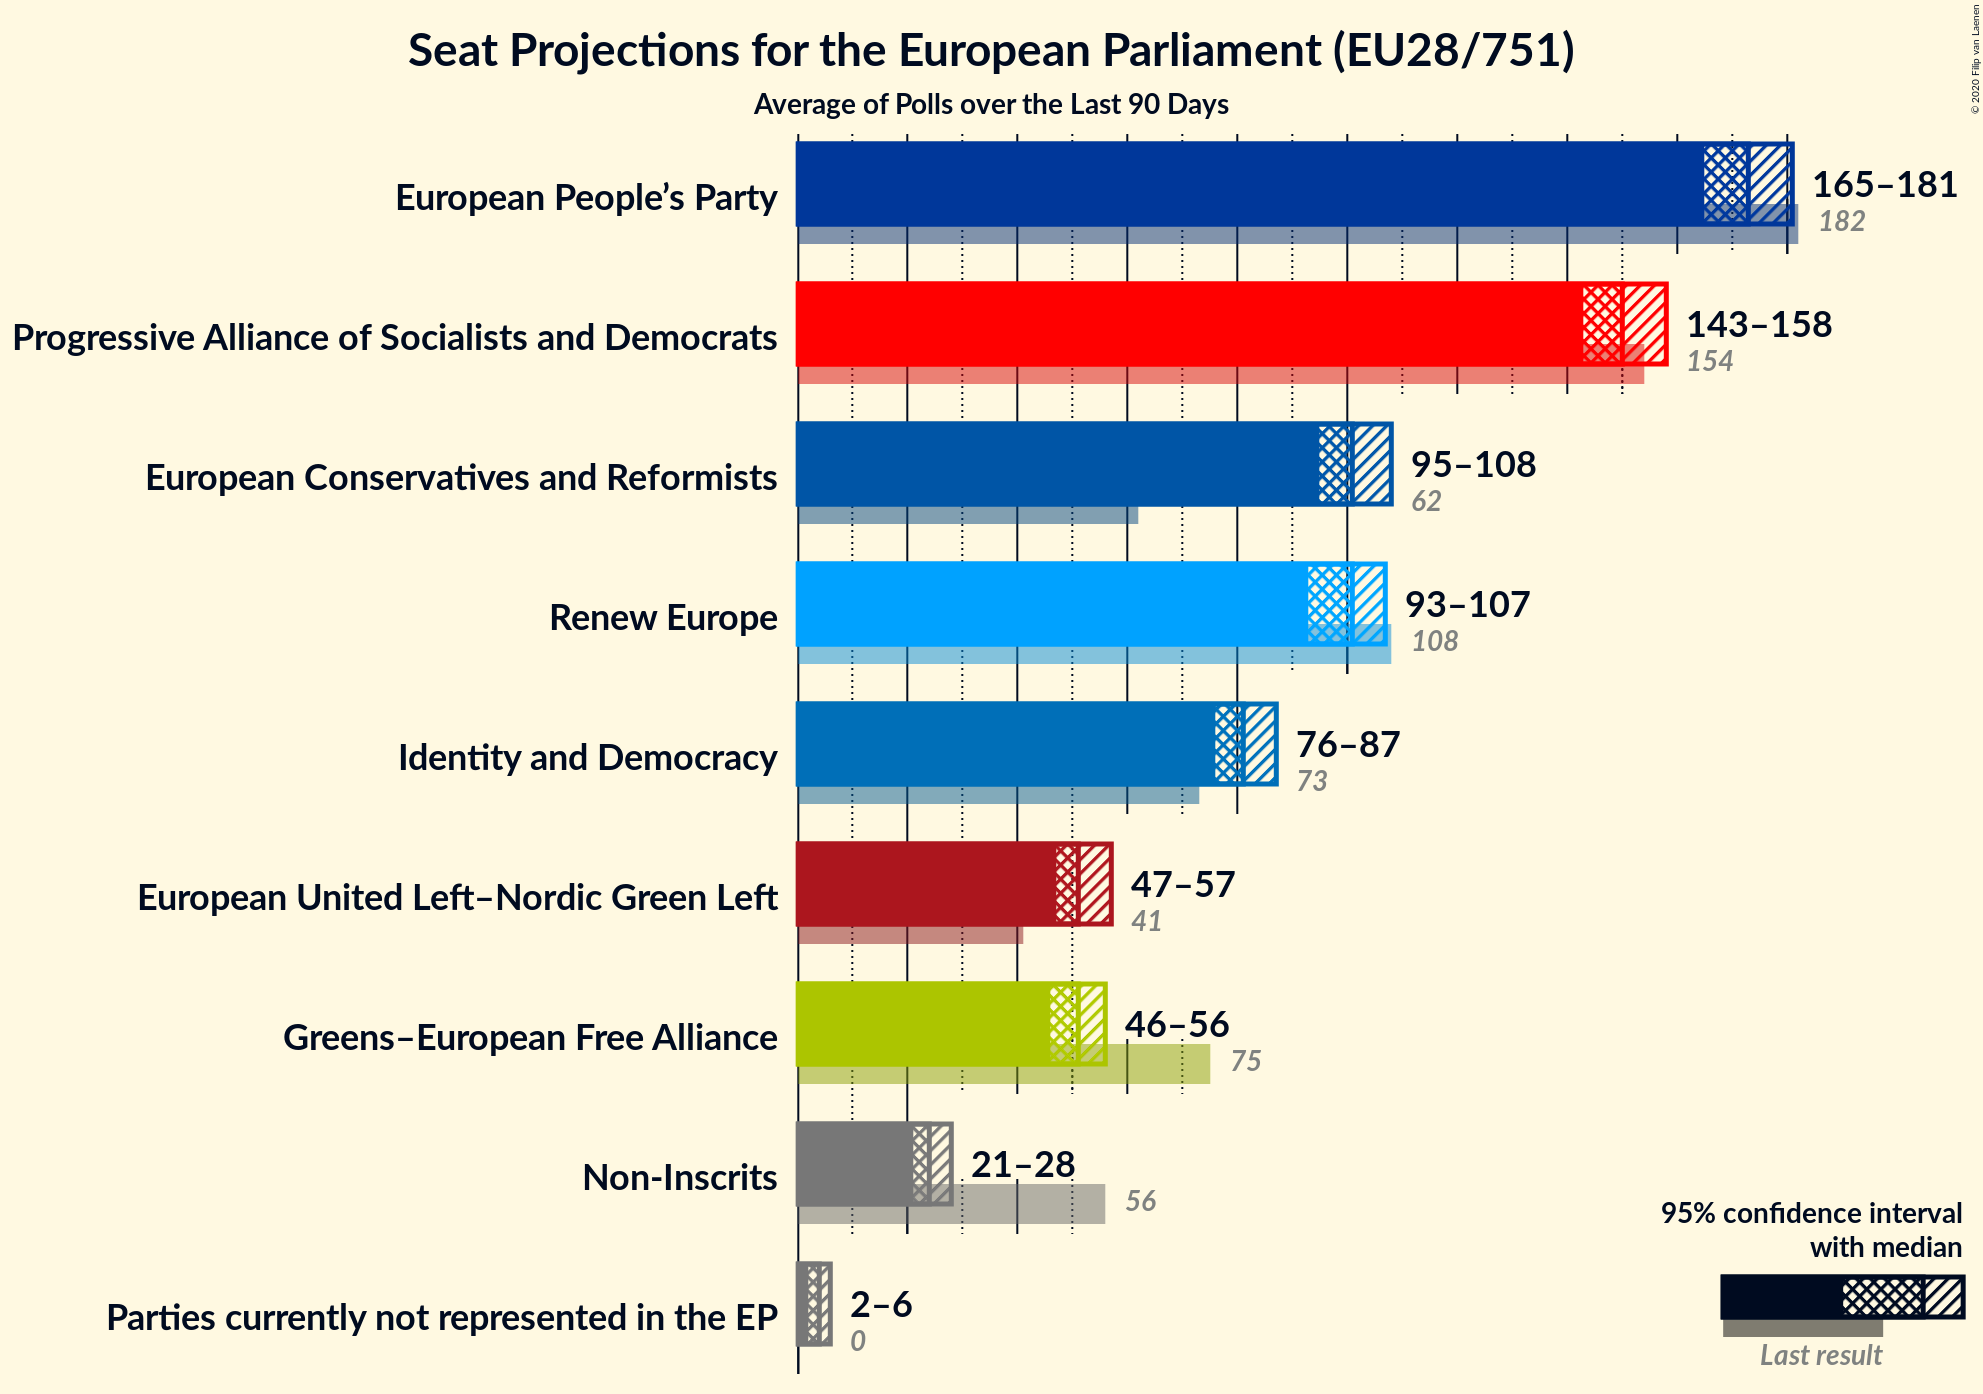 Seat Projections for the European Parliament (EU28/751)
Average of Polls over the Last 90 Days
© 2020 Filip van Laenen
European People’s Party
165–181
182
Progressive Alliance of Socialists and Democrats
143–158
154
European Conservatives and Reformists
95–108
62
Renew Europe
93–107
108
Identity and Democracy
76–87
73
European United Left–Nordic Green Left
47–57
41
Greens–European Free Alliance
46–56
75
Non-Inscrits
21–28
56
Parties currently not represented in the EP
2–6
0
95% confidence interval
with median
Last result